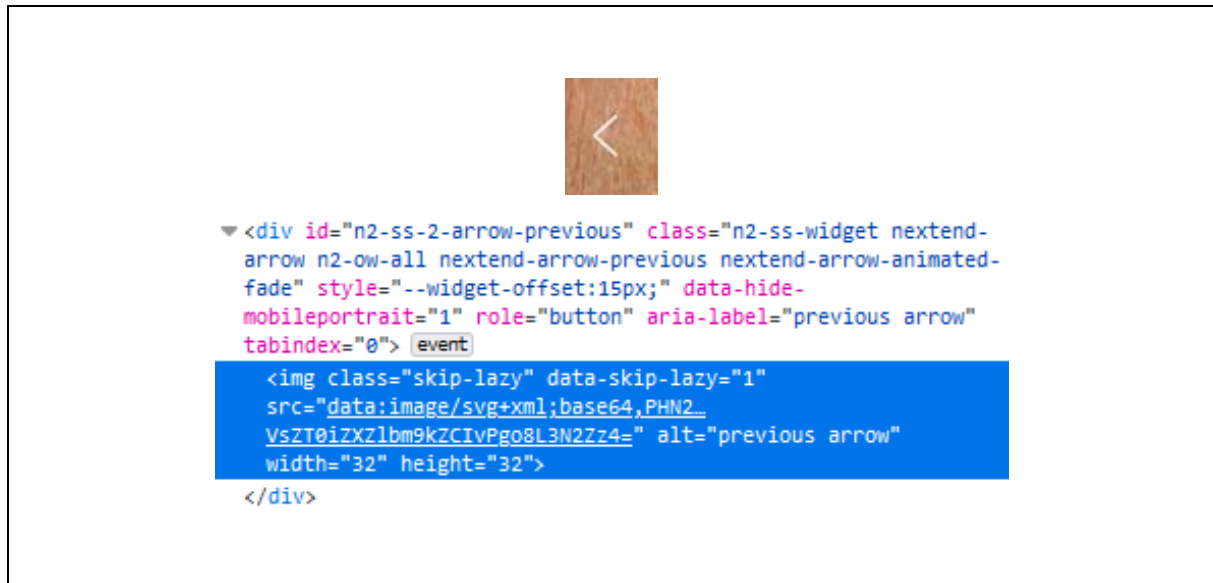 <div id="n2-ss-2-arrow-previous" class="n2-ss-widget nextend-
arrow n2-ow-all nextend-arrow-previous nextend-arrow-animated-
fade" style="--widget-offset:15px;" data-hide-
mobileportrait="1" role="button" aria-label="previous arrow"
tabindex="0"> event
<img class="skip-lazy" data-skip-lazy="1"
src="data:image/svg+xml;base64,PHN2…
VsZT0iZXZlbm9kZCIvPgo8L3N2Zz4=" alt="previous arrow"
width="32" height="32">
</div>